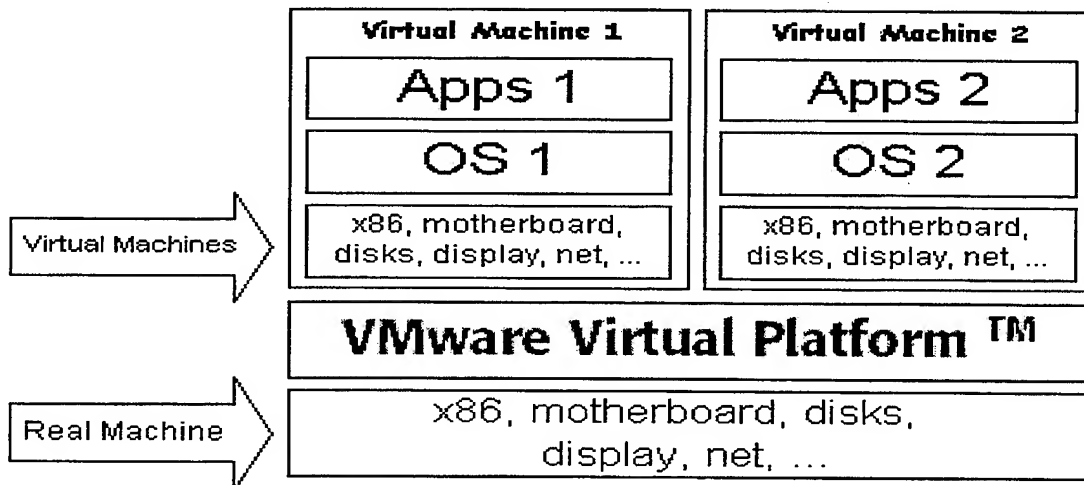 Virtual Machine 1
Apps 1
OS 1
x86, motherboard,
disks, display, net, ...
Virtual Machine 2
Apps 2
OS 2
x86, motherboard,
disks, display, net, ...
Virtual Machines
VMware Virtual Platform ™
Real Machine
x86, motherboard, disks,
display, net, ...